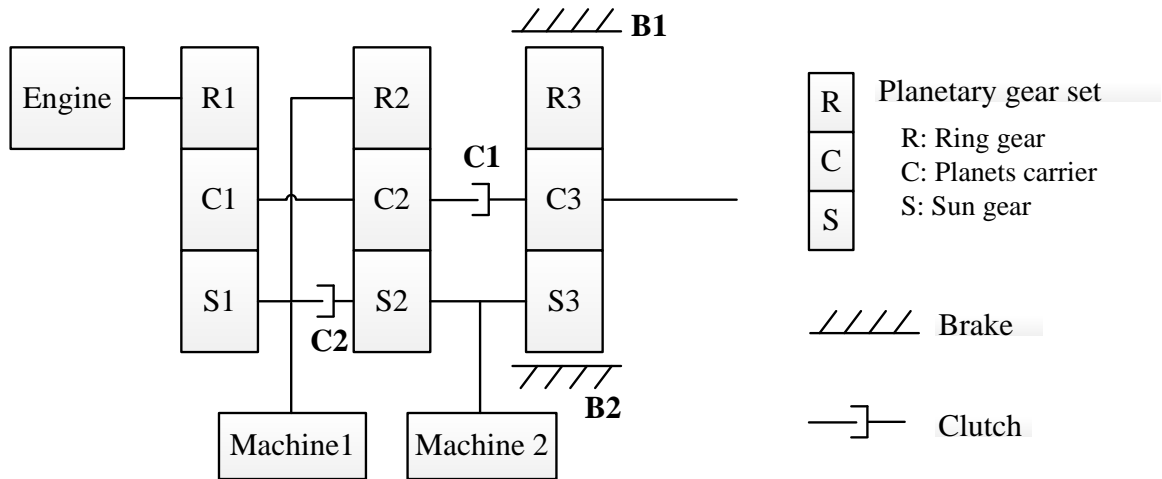 B1
Engine
R1
R2
R3
C1
C1
C2
C3
S1
C2
S2
S3
B2
Machine1
Machine 2
R
C
S
Planetary gear set
R: Ring gear
C: Planets carrier
S: Sun gear
Brake
Clutch